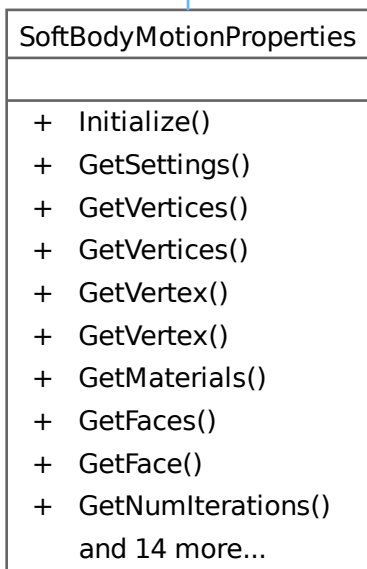 SoftBodyMotionProperties
+ Initialize()
+ GetSettings()
+ GetVertices()
+ GetVertices()
+ GetVertex()
+ GetVertex()
+ GetMaterials()
+ GetFaces()
+ GetFace()
+ GetNumIterations()
and 14 more...